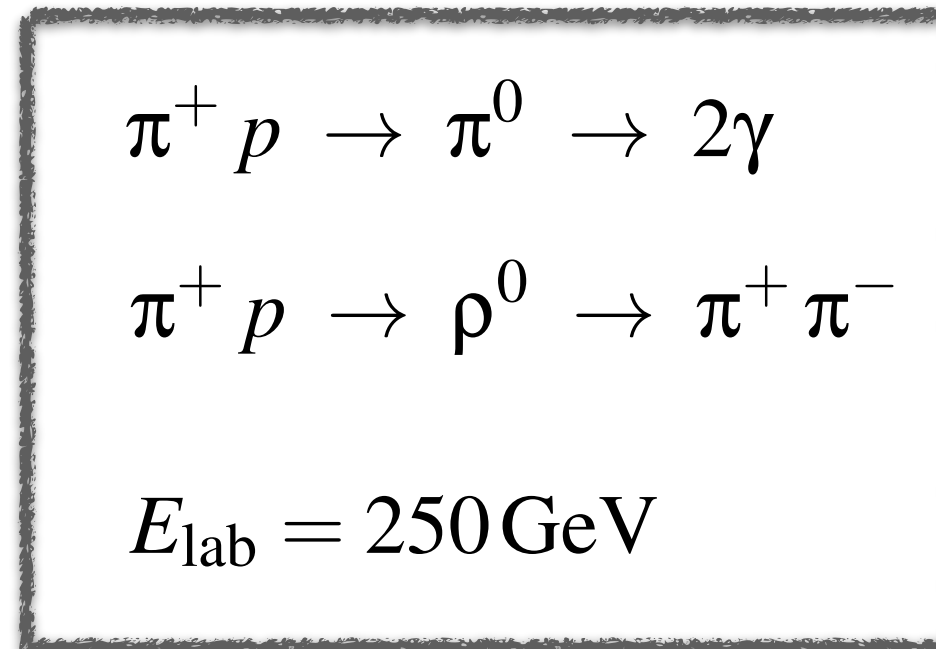 π⁺ p → π⁰ → 2γ
π⁺ p → ρ⁰ → π⁺ π⁻
E_lab = 250 GeV